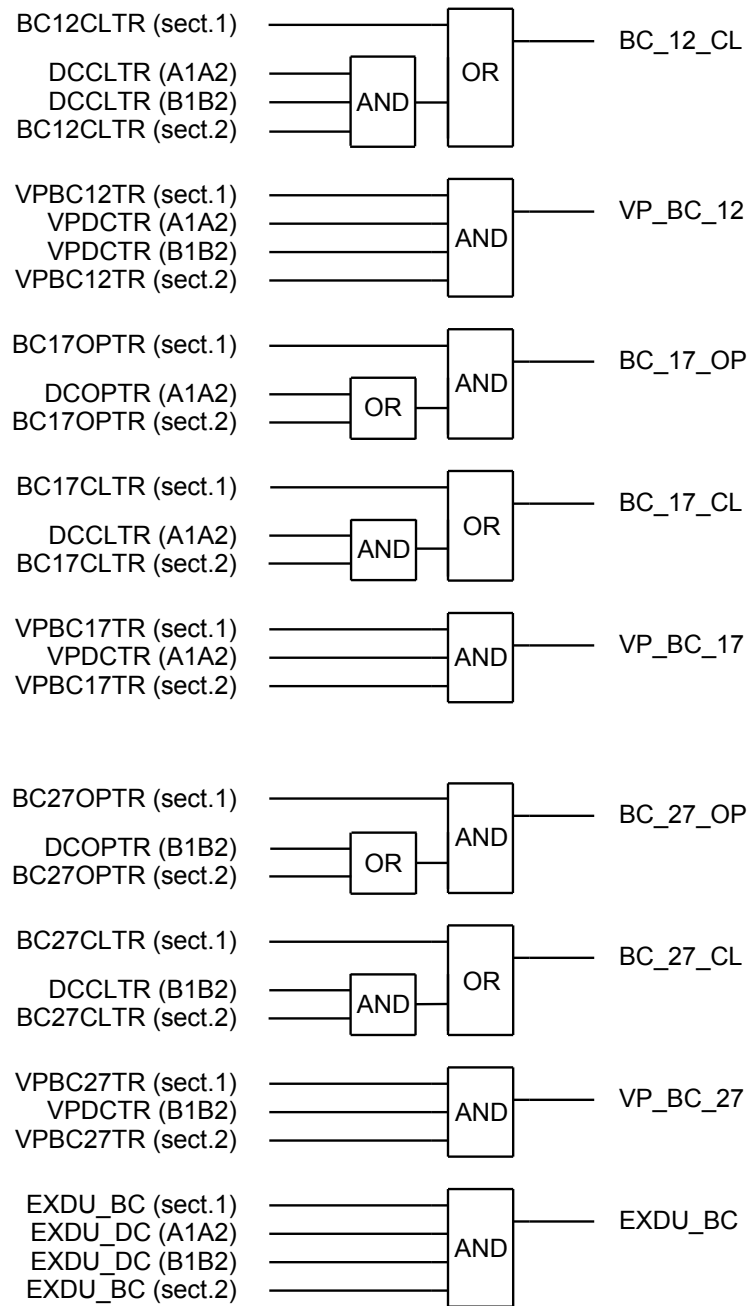 BC12CLTR (sect.1)
BC_12_CL
OR
DCCLTR (A1A2)
DCCLTR (B1B2)
AND
BC12CLTR (sect.2)
VPBC12TR (sect.1)
VP_BC_12
VPDCTR (A1A2)
AND
VPDCTR (B1B2)
VPBC12TR (sect.2)
BC17OPTR (sect.1)
BC_17_OP
AND
DCOPTR (A1A2)
OR
BC17OPTR (sect.2)
BC17CLTR (sect.1)
BC_17_CL
OR
DCCLTR (A1A2)
AND
BC17CLTR (sect.2)
VPBC17TR (sect.1)
VP_BC_17
VPDCTR (A1A2)
AND
VPBC17TR (sect.2)
BC27OPTR (sect.1)
BC_27_OP
AND
DCOPTR (B1B2)
OR
BC27OPTR (sect.2)
BC27CLTR (sect.1)
BC_27_CL
OR
DCCLTR (B1B2)
AND
BC27CLTR (sect.2)
VPBC27TR (sect.1)
VP_BC_27
VPDCTR (B1B2)
AND
VPBC27TR (sect.2)
EXDU_BC (sect.1)
EXDU_BC
EXDU_DC (A1A2)
AND
EXDU_DC (B1B2)
EXDU_BC (sect.2)